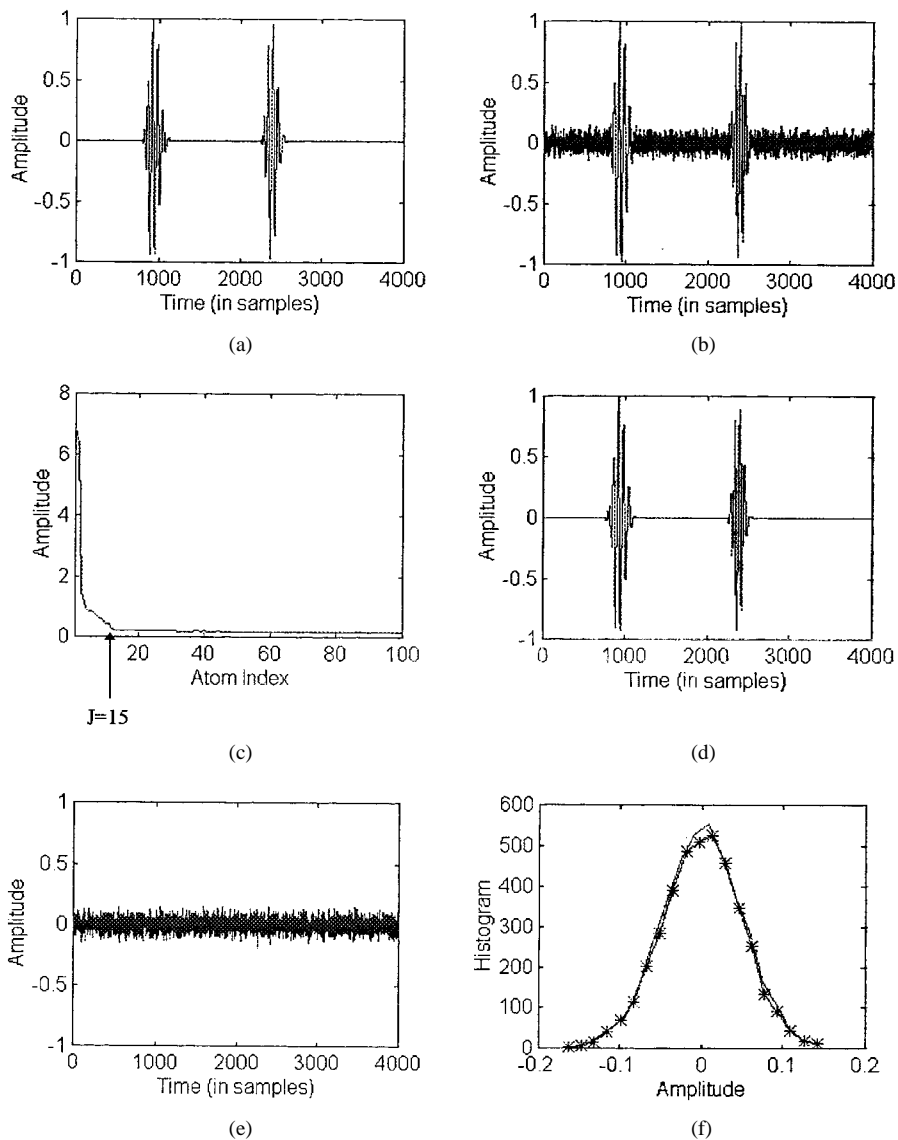 1
0.5
0
-0.5
-1
Amplitude
0 1000 2000 3000 4000
Time (in samples)
(a)
1
0.5
0
-0.5
-1
Amplitude
0 1000 2000 3000 4000
Time (in samples)
(b)
8
6
4
2
0
Amplitude
20 40 60 80 100
Atom Index
J=15
(c)
1
0.5
0
-0.5
-1
Amplitude
0 1000 2000 3000 4000
Time (in samples)
(d)
1
0.5
0
-0.5
-1
Amplitude
0 1000 2000 3000 4000
Time (in samples)
(e)
600
500
400
300
200
100
0
Histogram
-0.2 -0.1 0 0.1 0.2
Amplitude
(f)